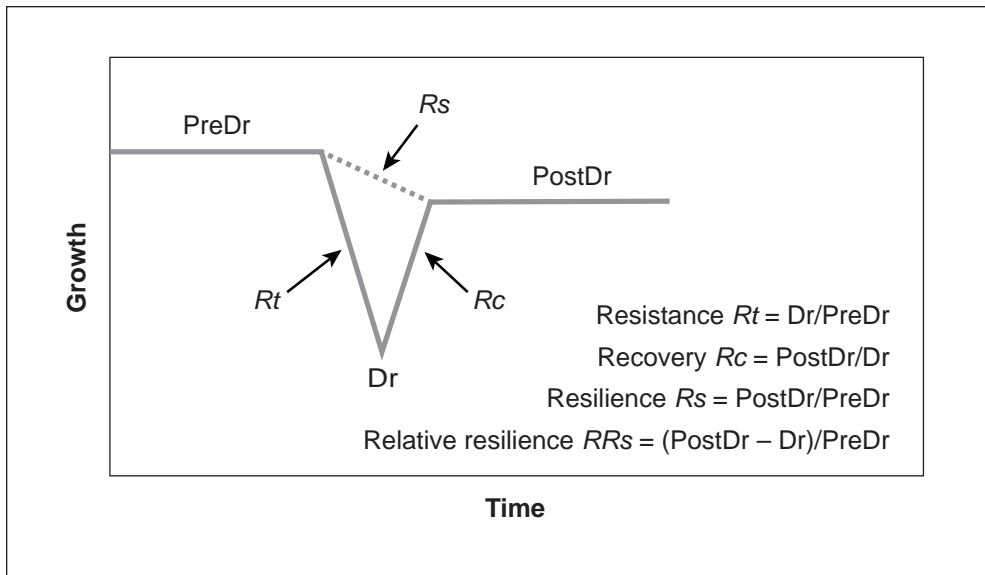 Rs
PreDr
PostDr
Growth
Rt
Rc
Dr
Resistance Rt = Dr/PreDr
Recovery Rc = PostDr/Dr
Resilience Rs = PostDr/PreDr
Relative resilience RRs = (PostDr – Dr)/PreDr
Time